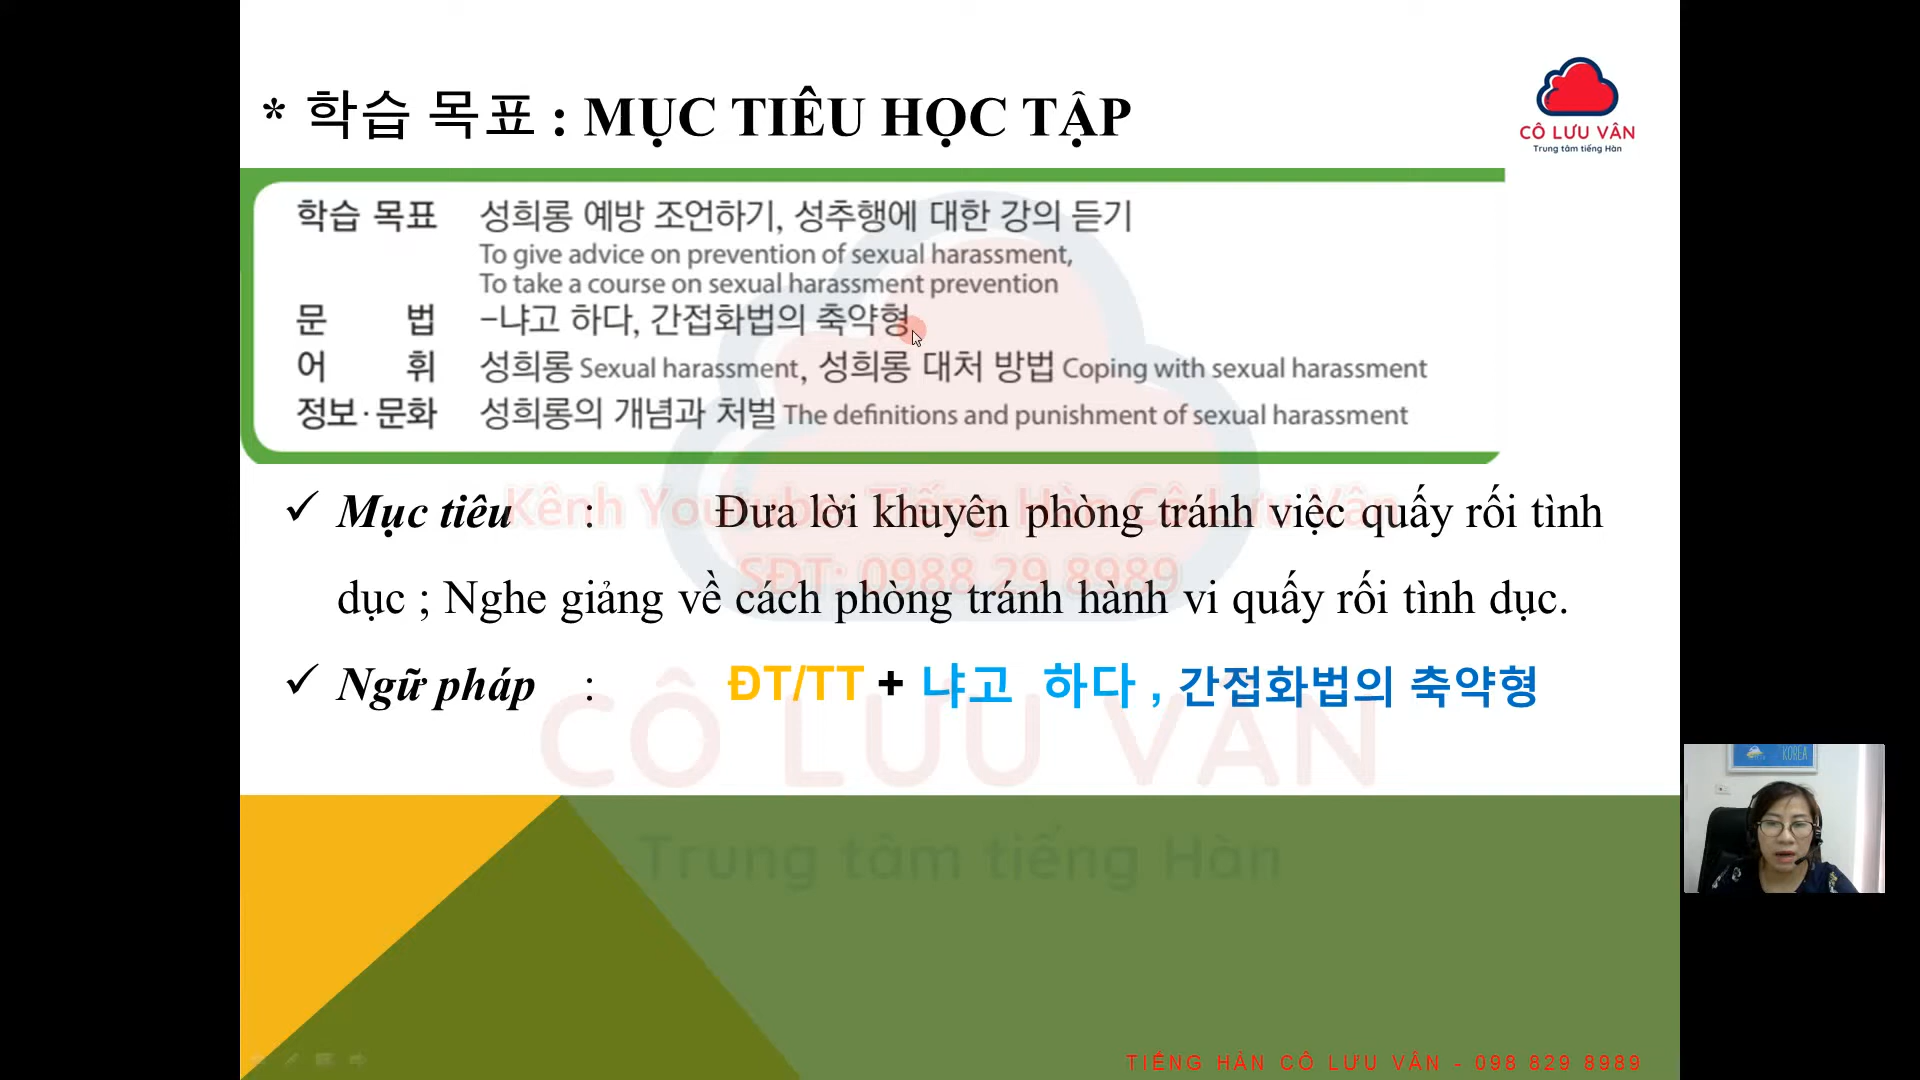 * 학습 목표 : MỤC TIÊU HỌC TẬP
CÔ LƯU VÂN
Trung tâm tiếng Hàn
학습 목표 성희롱 예방 조언하기, 성추행에 대한 강의 듣기
To give advice on prevention of sexual harassment,
To take a course on sexual harassment prevention
문 법 –냐고 하다, 간접화법의 축약형
어 휘 성희롱 Sexual harassment, 성희롱 대처 방법 Coping with sexual harassment
정보·문화 성희롱의 개념과 처벌 The definitions and punishment of sexual harassment
Kênh Youtube: Tiếng Hàn Cô Lưu Vân
SĐT: 0988 29 8989
✓ Mục tiêu : Đưa lời khuyên phòng tránh việc quấy rối tình
dục ; Nghe giảng về cách phòng tránh hành vi quấy rối tình dục.
✓ Ngữ pháp : ĐT/TT + 냐고 하다 , 간접화법의 축약형
CÔ LƯU VÂN
Trung tâm tiếng Hàn
KOREA
TIẾNG HÀN CÔ LƯU VÂN - 098 829 8989